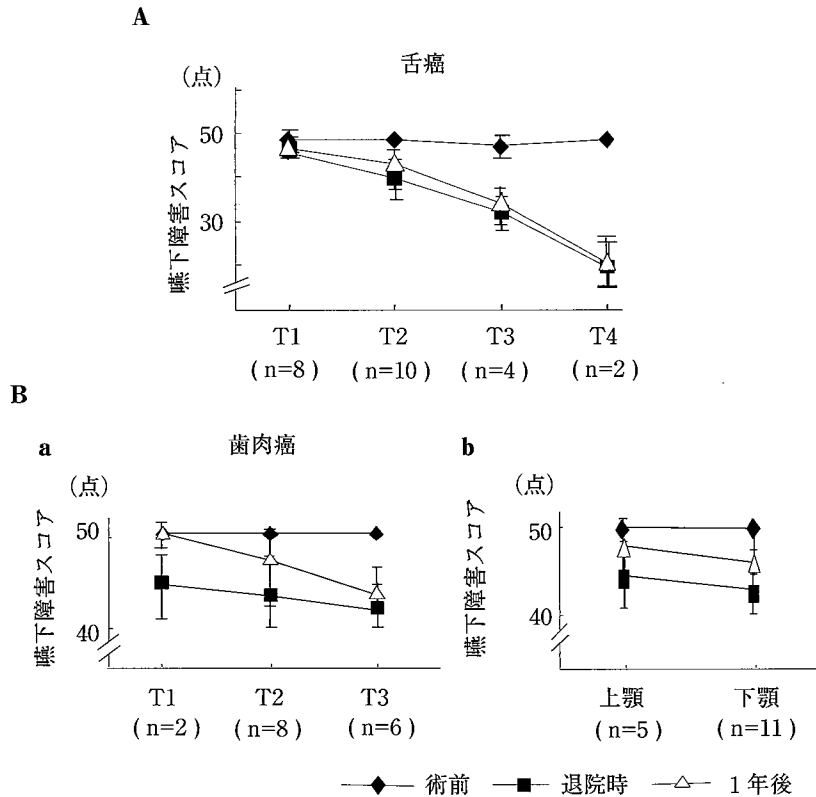 A
舌癌
(点)
嚥下障害スコア
50
30
T1 T2 T3 T4
(n=8) (n=10) (n=4) (n=2)
B
a 歯肉癌
(点)
嚥下障害スコア
50
40
T1 T2 T3
(n=2) (n=8) (n=6)
b
(点)
嚥下障害スコア
50
40
上顎 下顎
(n=5) (n=11)
術前 退院時 1年後